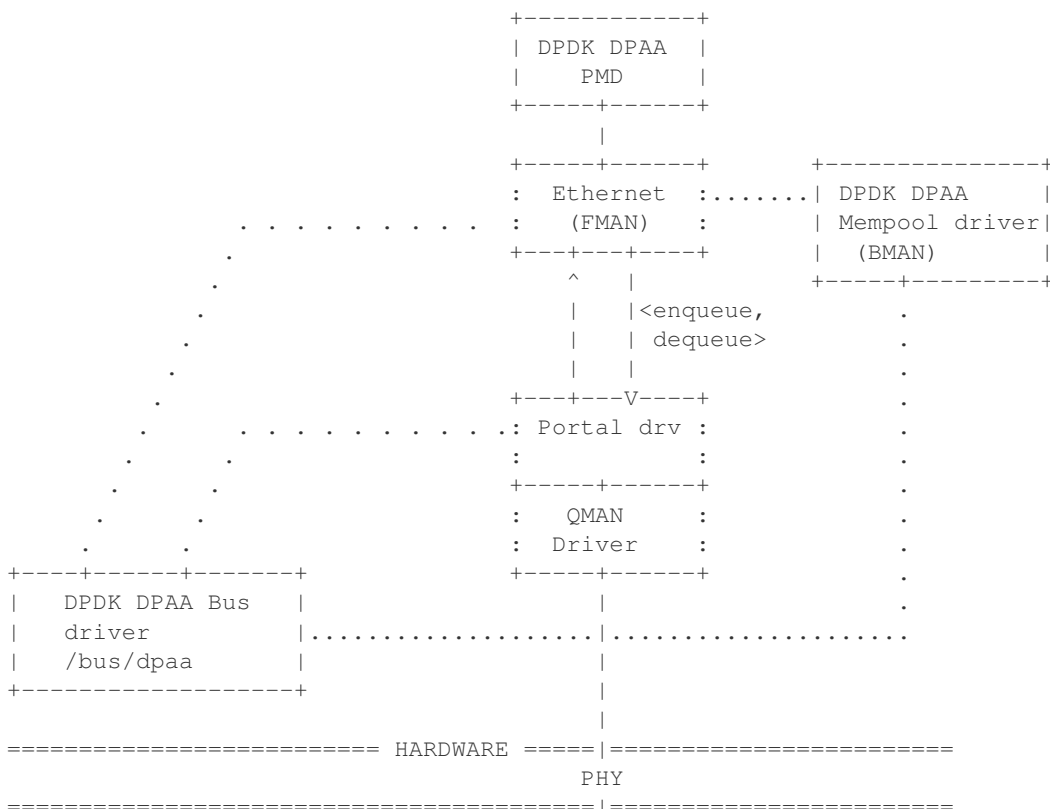 DPDK DPAA
PMD
Ethernet
(FMAN)
DPDK DPAA
Mempool driver
(BMAN)
<enqueue,
dequeue>
Portal drv
QMAN
Driver
DPDK DPAA Bus
driver
/bus/dpaa
HARDWARE
PHY